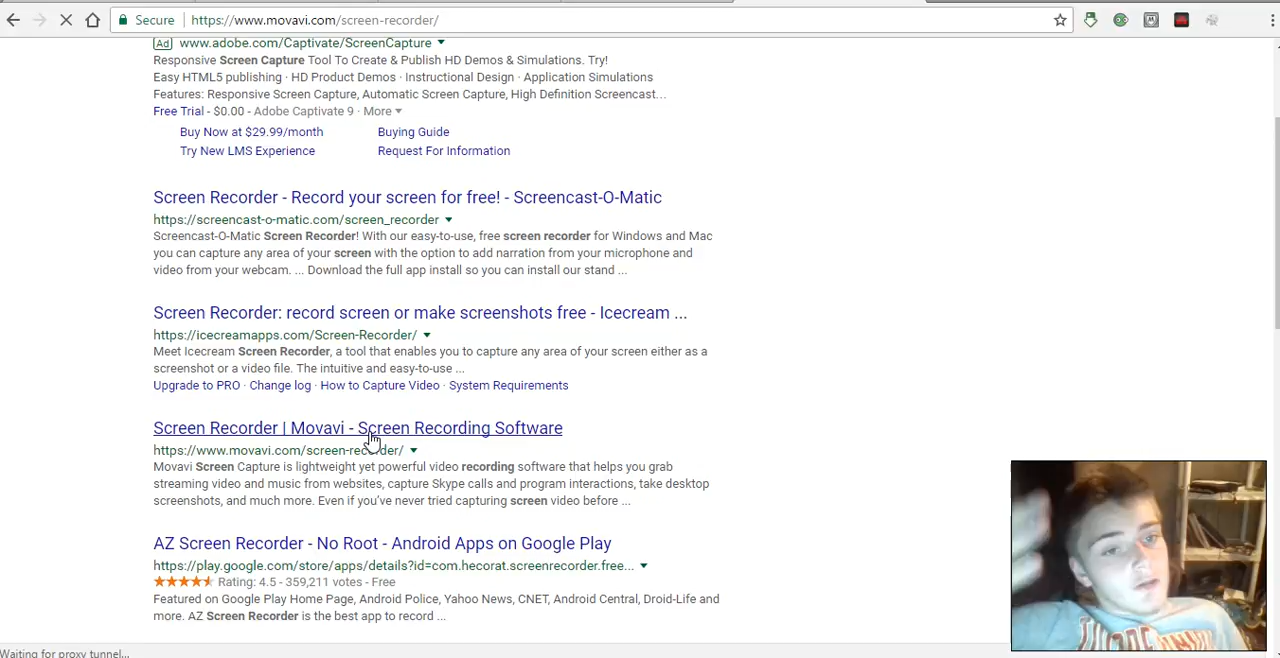 Secure https://www.movavi.com/screen-recorder/
Ad www.adobe.com/Captivate/ScreenCapture
Responsive Screen Capture Tool To Create & Publish HD Demos & Simulations. Try!
Easy HTML5 publishing · HD Product Demos · Instructional Design · Application Simulations
Features: Responsive Screen Capture, Automatic Screen Capture, High Definition Screencast...
Free Trial - $0.00 - Adobe Captivate 9 · More
Buy Now at $29.99/month
Buying Guide
Try New LMS Experience
Request For Information
Screen Recorder - Record your screen for free! - Screencast-O-Matic
https://screencast-o-matic.com/screen_recorder
Screencast-O-Matic Screen Recorder! With our easy-to-use, free screen recorder for Windows and Mac
you can capture any area of your screen with the option to add narration from your microphone and
video from your webcam. ... Download the full app install so you can install our stand ...
Screen Recorder: record screen or make screenshots free - Icecream ...
https://icecreamapps.com/Screen-Recorder/
Meet Icecream Screen Recorder, a tool that enables you to capture any area of your screen either as a
screenshot or a video file. The intuitive and easy-to-use ...
Upgrade to PRO · Change log · How to Capture Video · System Requirements
Screen Recorder | Movavi - Screen Recording Software
https://www.movavi.com/screen-recorder/
Movavi Screen Capture is lightweight yet powerful video recording software that helps you grab
streaming video and music from websites, capture Skype calls and program interactions, take desktop
screenshots, and much more. Even if you've never tried capturing screen video before ...
AZ Screen Recorder - No Root - Android Apps on Google Play
https://play.google.com/store/apps/details?id=com.hecorat.screenrecorder.free...
Rating: 4.5 - 359,211 votes - Free
Featured on Google Play Home Page, Android Police, Yahoo News, CNET, Android Central, Droid-Life and
more. AZ Screen Recorder is the best app to record ...
Waiting for proxy tunnel...